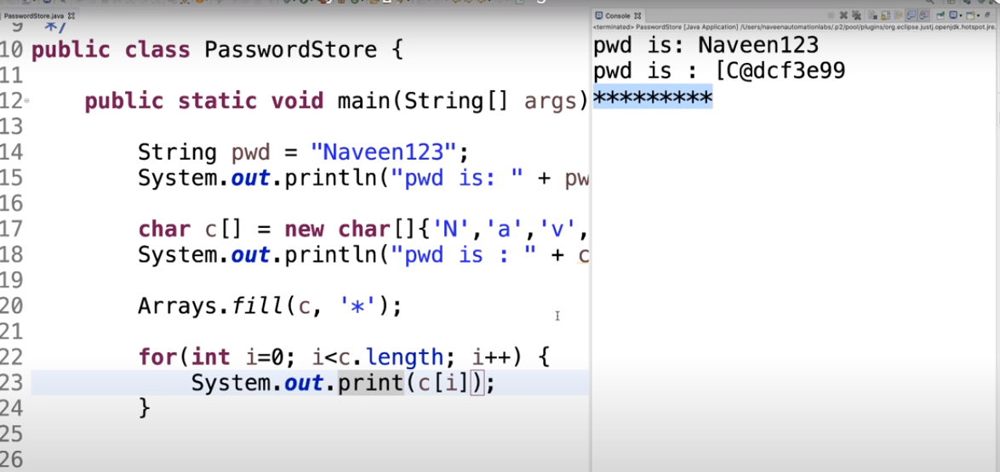 PasswordStore.java
9 */
10 public class PasswordStore {
11
12 public static void main(String[] args)
13
14 String pwd = "Naveen123";
15 System.out.println("pwd is: " + pw
16
17 char c[] = new char[]{'N','a','v',
18 System.out.println("pwd is : " + c
19
20 Arrays.fill(c, '*');
21
22 for(int i=0; i<c.length; i++) {
23 System.out.print(c[i]);
24 }
25
26
Console
<terminated> PasswordStore [Java Application] /Users/naveenautomationlabs/.p2/pool/plugins/org.eclipse.justj.openjdk.hotspot.jre.
pwd is: Naveen123
pwd is : [C@dcf3e99
*********